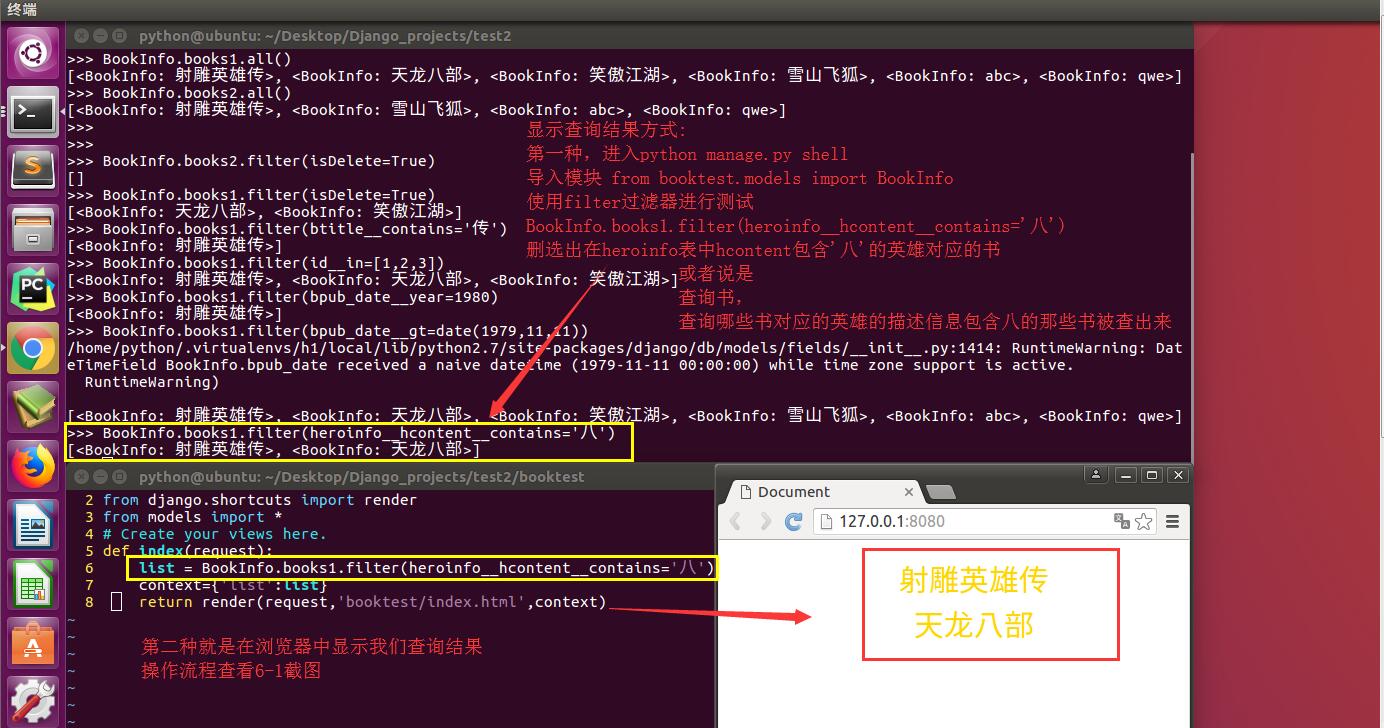 终端
python@ubuntu: ~/Desktop/Django_projects/test2
>>> BookInfo.books1.all()
[<BookInfo: 射雕英雄传>, <BookInfo: 天龙八部>, <BookInfo: 笑傲江湖>, <BookInfo: 雪山飞狐>, <BookInfo: abc>, <BookInfo: qwe>]
>>> BookInfo.books2.all()
[<BookInfo: 射雕英雄传>, <BookInfo: 雪山飞狐>, <BookInfo: abc>, <BookInfo: qwe>]
>>>
>>>
>>> BookInfo.books2.filter(isDelete=True)
[]
>>> BookInfo.books1.filter(isDelete=True)
[<BookInfo: 天龙八部>, <BookInfo: 笑傲江湖>]
>>> BookInfo.books1.filter(btitle__contains='传')
[<BookInfo: 射雕英雄传>]
>>> BookInfo.books1.filter(id__in=[1,2,3])
[<BookInfo: 射雕英雄传>, <BookInfo: 天龙八部>, <BookInfo: 笑傲江湖>]
>>> BookInfo.books1.filter(bpub_date__year=1980)
[<BookInfo: 射雕英雄传>]
>>> BookInfo.books1.filter(bpub_date__gt=date(1979,11,11))
/home/python/.virtualenvs/h1/local/lib/python2.7/site-packages/django/db/models/fields/__init__.py:1414: RuntimeWarning: Dat
eTimeField BookInfo.bpub_date received a naive datetime (1979-11-11 00:00:00) while time zone support is active.
RuntimeWarning)
[<BookInfo: 射雕英雄传>, <BookInfo: 天龙八部>, <BookInfo: 笑傲江湖>, <BookInfo: 雪山飞狐>, <BookInfo: abc>, <BookInfo: qwe>]
>>> BookInfo.books1.filter(heroinfo__hcontent__contains='八')
[<BookInfo: 射雕英雄传>, <BookInfo: 天龙八部>]
显示查询结果方式:
第一种，进入python manage.py shell
导入模块 from booktest.models import BookInfo
使用filter过滤器进行测试
BookInfo.books1.filter(heroinfo__hcontent__contains='八')
删选出在heroinfo表中hcontent包含'八'的英雄对应的书
或者说是
查询书，
查询哪些书对应的英雄的描述信息包含八的那些书被查出来
python@ubuntu: ~/Desktop/Django_projects/test2/booktest
2 from django.shortcuts import render
3 from models import *
4 # Create your views here.
5 def index(request):
6 list = BookInfo.books1.filter(heroinfo__hcontent__contains='八')
7 context={'list':list}
8 return render(request,'booktest/index.html',context)
~
~
~
~
~
~
~
第二种就是在浏览器中显示我们查询结果
操作流程查看6-1截图
Document
127.0.0.1:8080
射雕英雄传
天龙八部
PC